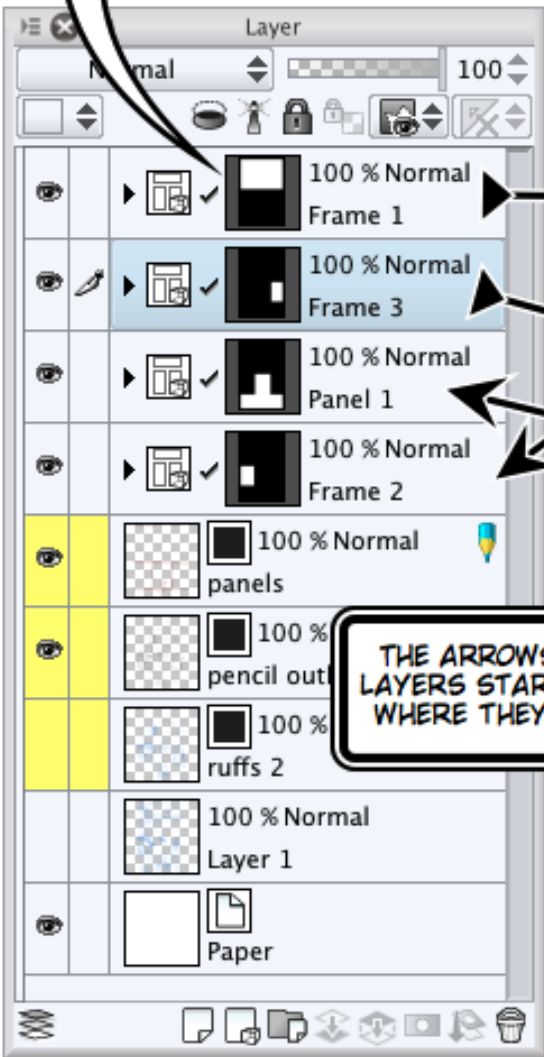 Layer
Normal 100
100 % Normal
Frame 1
100 % Normal
Frame 3
100 % Normal
Panel 1
100 % Normal
Frame 2
100 % Normal
panels
100 %
pencil outl
100 %
ruffs 2
100 % Normal
Layer 1
Paper
THE ARROWS
LAYERS STAR
WHERE THEY